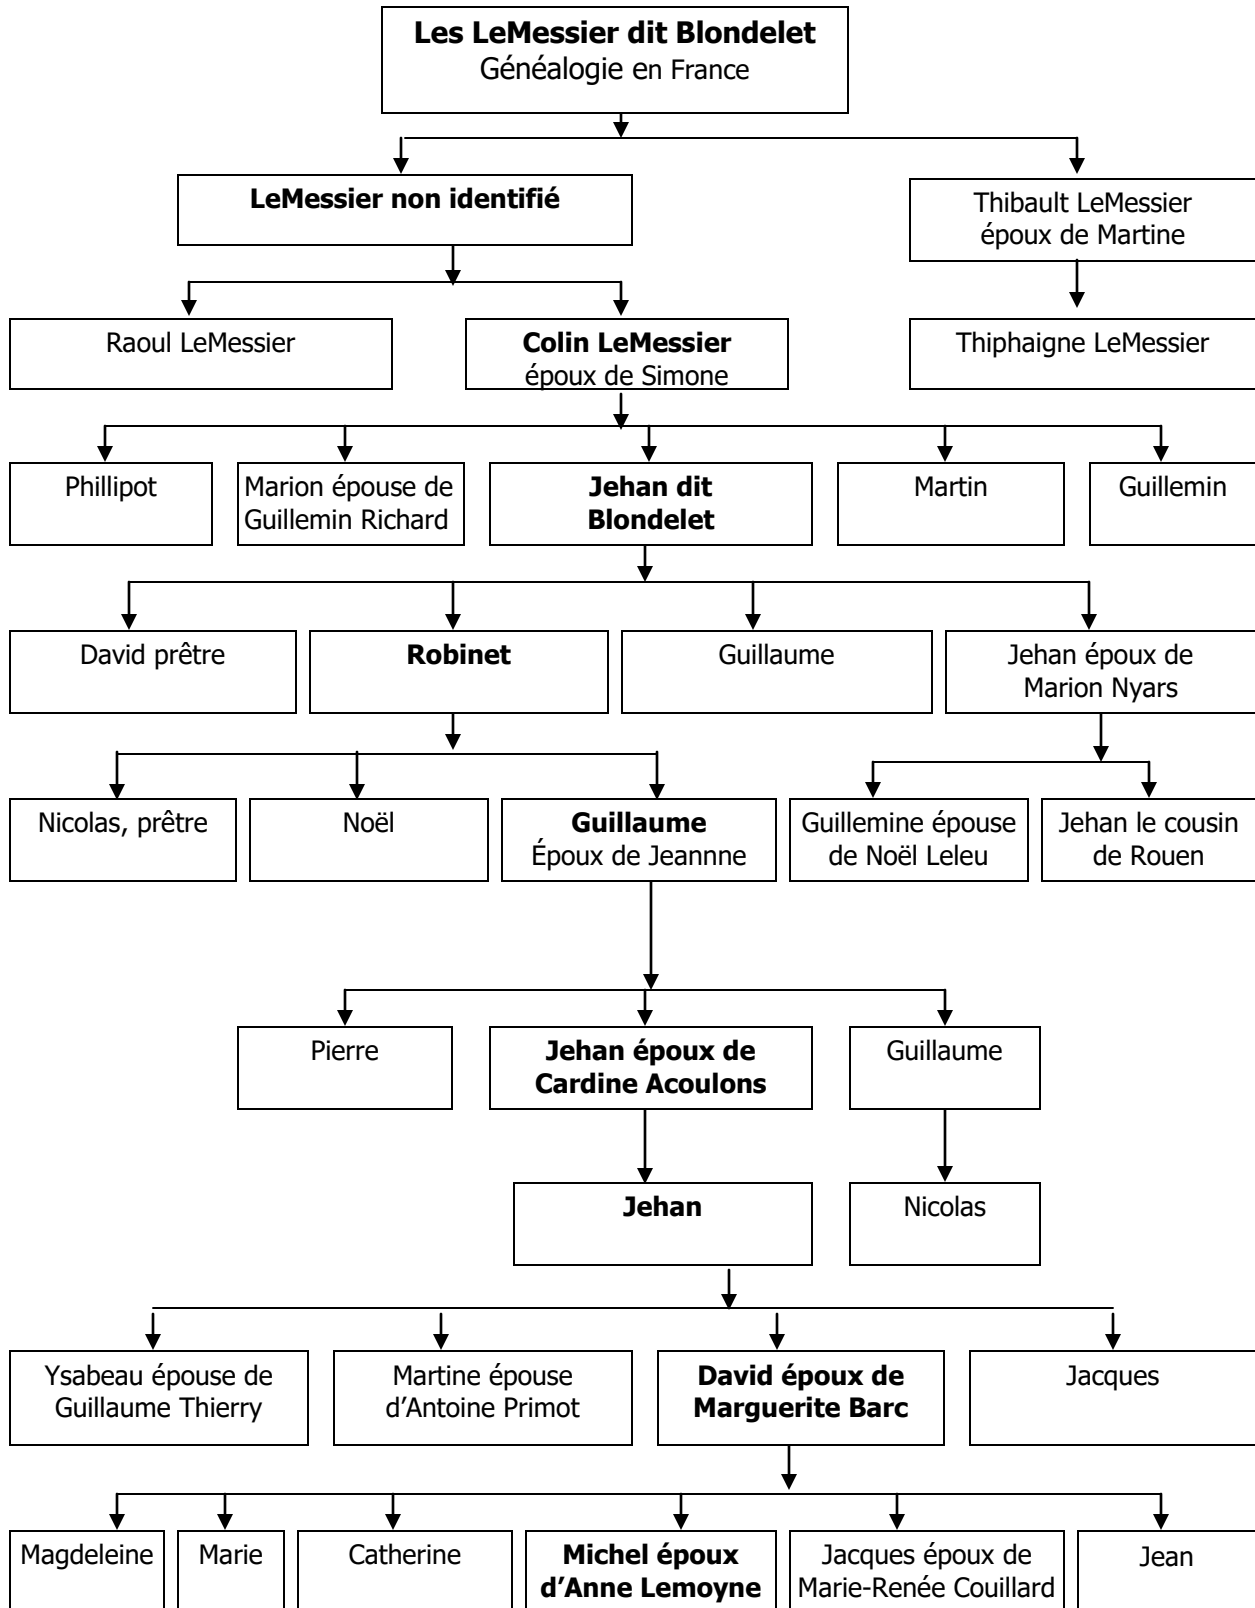 Les LeMessier dit Blondelet
Généalogie en France
LeMessier non identifié
Thibault LeMessier
époux de Martine
Raoul LeMessier
Colin LeMessier
époux de Simone
Thiphaigne LeMessier
Phillipot
Marion épouse de
Guillemin Richard
Jehan dit
Blondelet
Martin
Guillemin
David prêtre
Robinet
Guillaume
Jehan époux de
Marion Nyars
Nicolas, prêtre
Noël
Guillaume
Époux de Jeannne
Guillemine épouse
de Noël Leleu
Jehan le cousin
de Rouen
Pierre
Jehan époux de
Cardine Acoulons
Guillaume
Jehan
Nicolas
Ysabeau épouse de
Guillaume Thierry
Martine épouse
d’Antoine Primot
David époux de
Marguerite Barc
Jacques
Magdeleine
Marie
Catherine
Michel époux
d’Anne Lemoyne
Jacques époux de
Marie-Renée Couillard
Jean